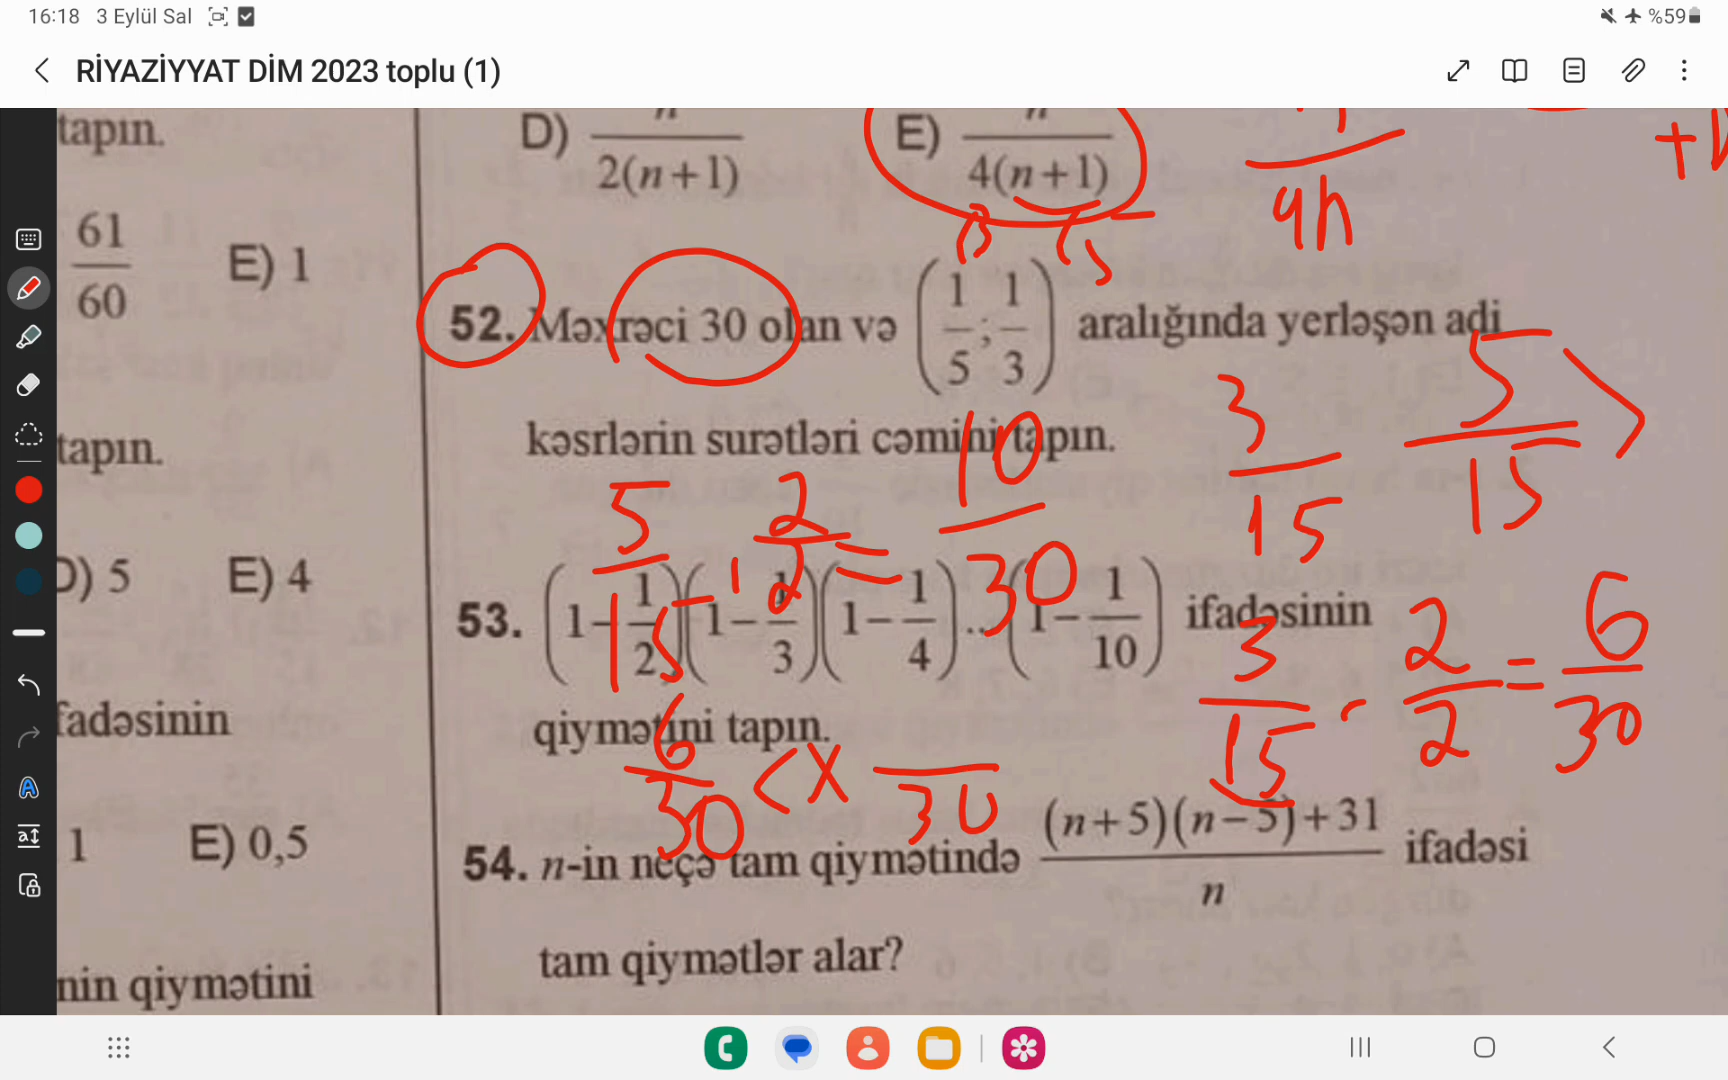 16:18 3 Eylül Sal
%59
RİYAZİYYAT DİM 2023 toplu (1)
tapın.
61
60
E) 1
tapın.
D) 5 E) 4
fadəsinin
1 E) 0,5
nin qiymətini
D) n/2(n+1) E) n/4(n+1)
4n
3 5
52. Məxrəci 30 olan və (1/5; 1/3) aralığında yerləşən adi
kəsrlərin surətləri cəmini tapın.
3/15 5/15
5/15 · 2/2 = 10/30
53. (1-1/2)(1-1/3)(1-1/4)...(1-1/10) ifadəsinin
qiymətini tapın.
3/15 · 2/2 = 6/30
6/30 < X /30
54. n-in neçə tam qiymətində (n+5)(n-5)+31/n ifadəsi
tam qiymətlər alar?